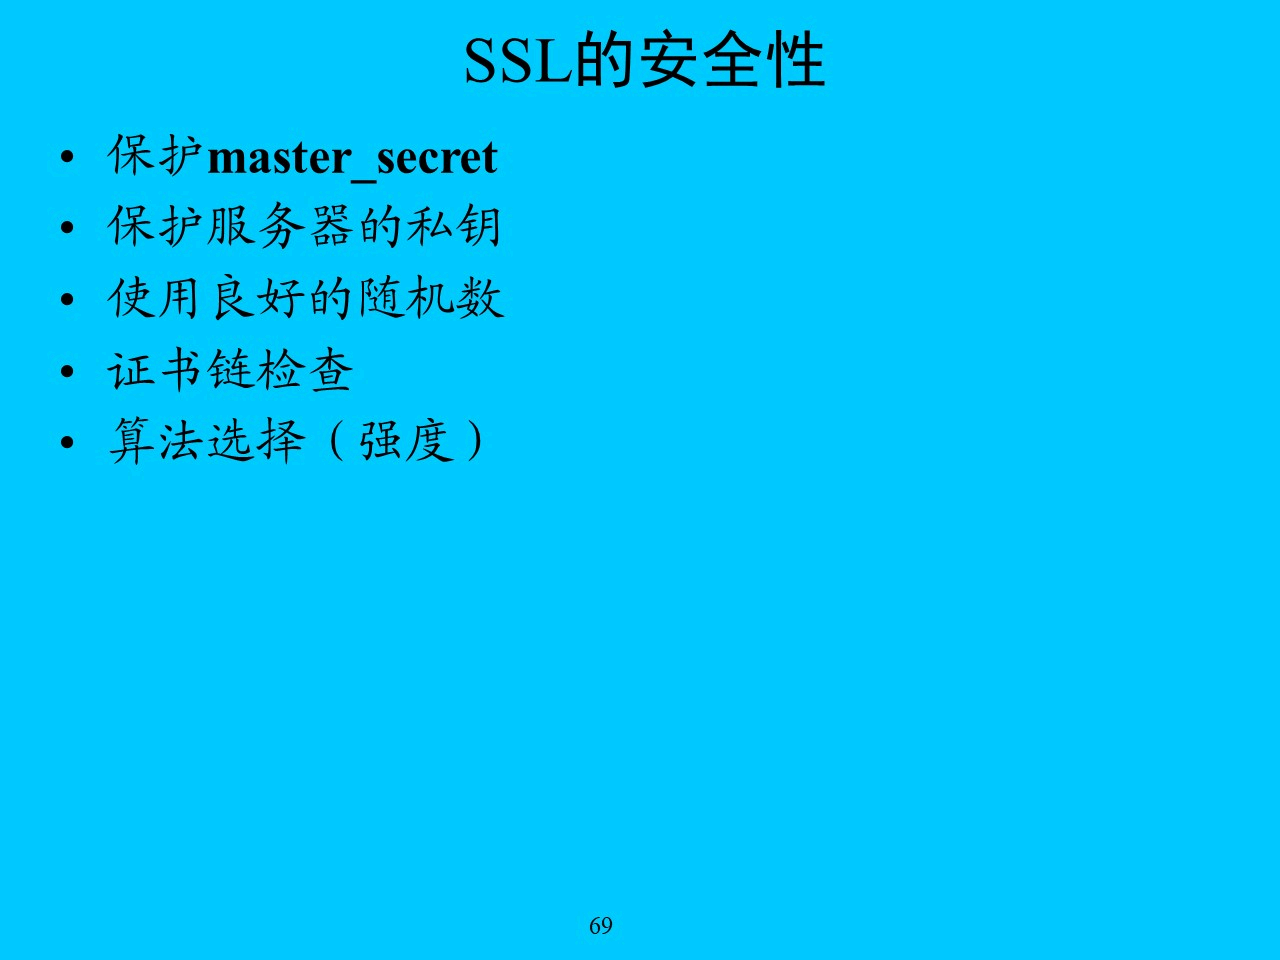 SSL的安全性
• 保护master_secret
• 保护服务器的私钥
• 使用良好的随机数
• 证书链检查
• 算法选择（强度）
69